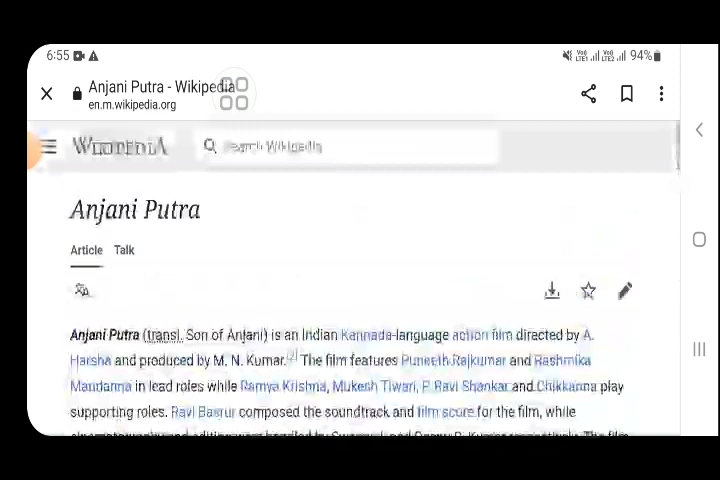 6:55 94%
Anjani Putra - Wikipedia
en.m.wikipedia.org
WIKIPEDIA Search Wikipedia
Anjani Putra
Article Talk
Anjani Putra (transl. Son of Anjani) is an Indian Kannada-language action film directed by A.
Harsha and produced by M. N. Kumar. The film features Puneeth Rajkumar and Rashmika
Mandanna in lead roles while Ramya Krishna, Mukesh Tiwari, P. Ravi Shankar and Chikkanna play
supporting roles. Ravi Basrur composed the soundtrack and film score for the film, while